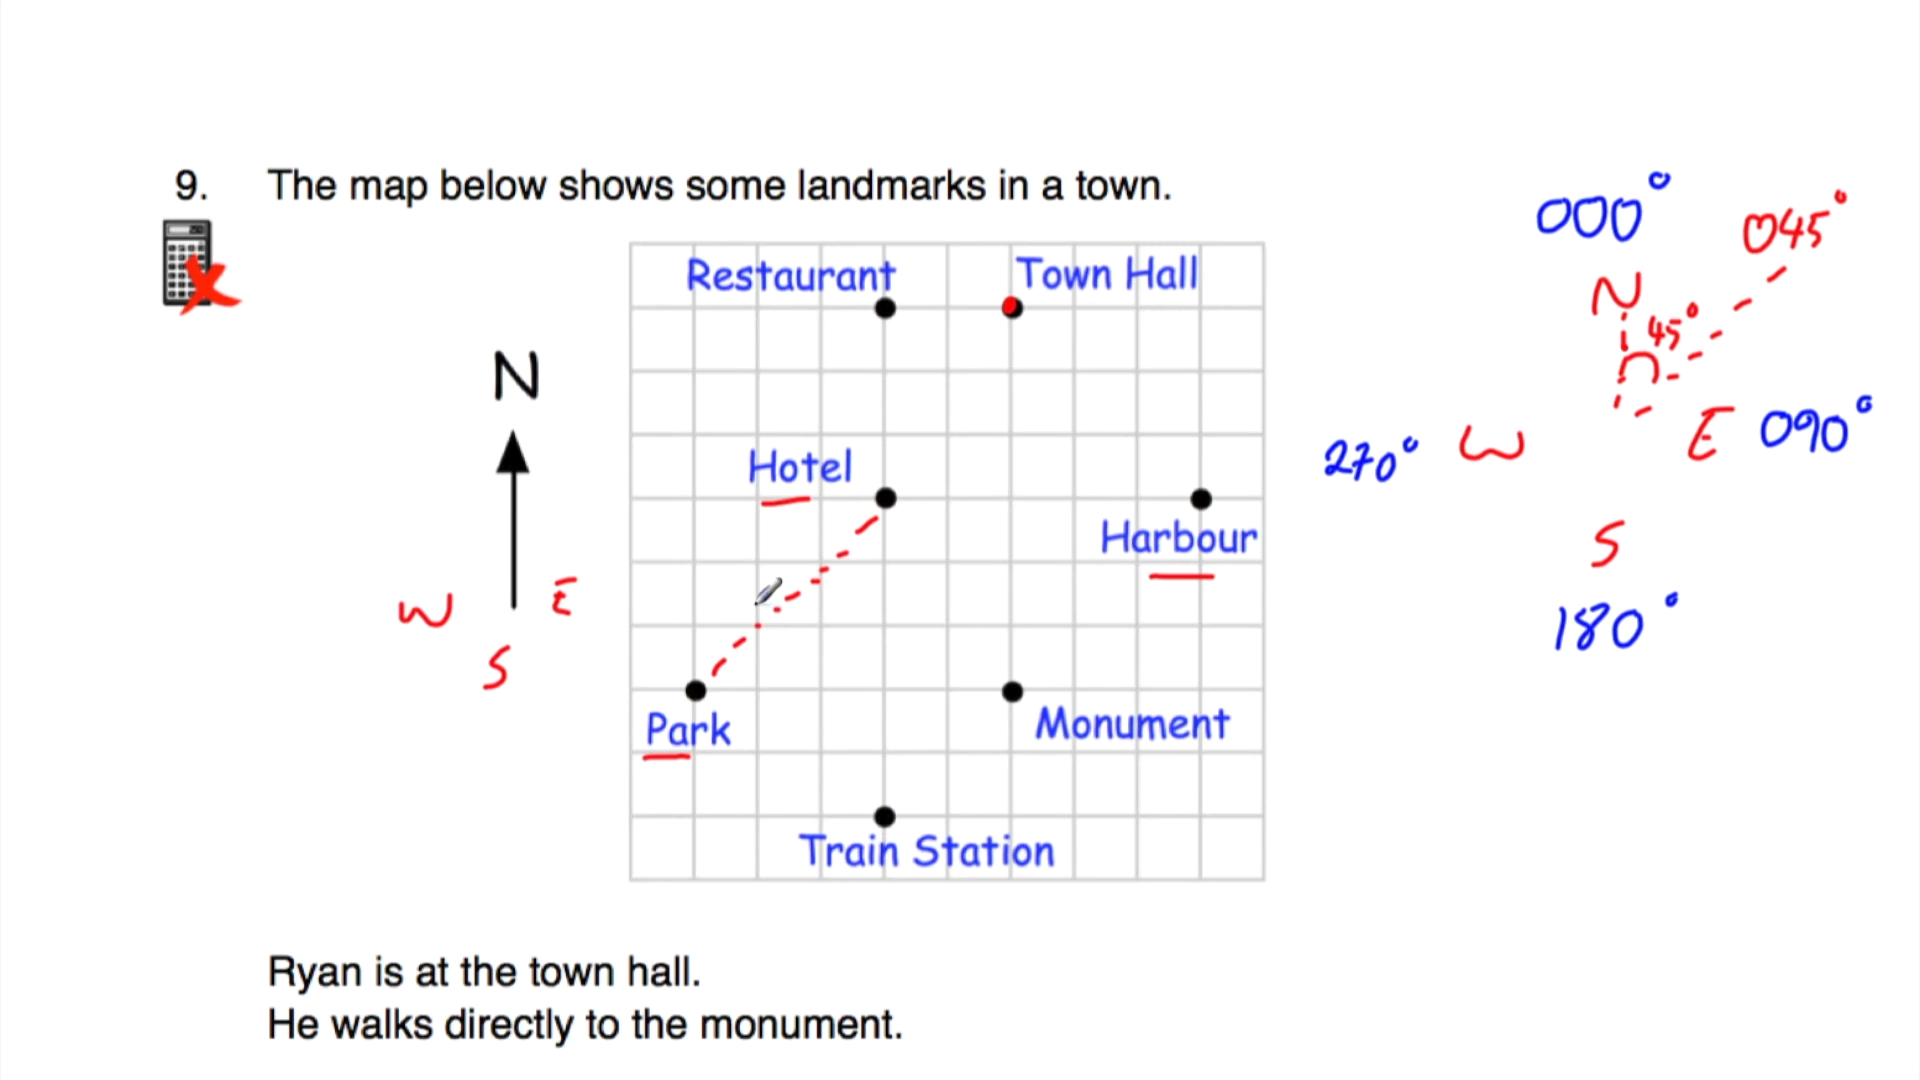 9. The map below shows some landmarks in a town.
000°
045°
Restaurant
Town Hall
N
45°
N
Hotel
270° W
E 090°
Harbour
W
E
S
S
180°
Park
Monument
Train Station
Ryan is at the town hall.
He walks directly to the monument.